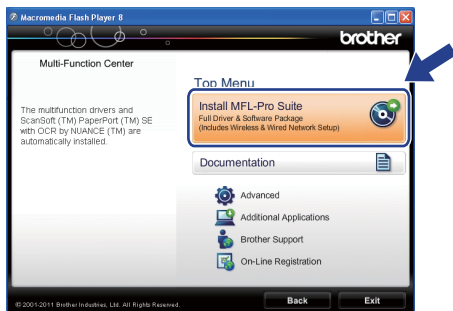 Macromedia Flash Player 8
brother
Multi-Function Center
The multifunction drivers and
ScanSoft (TM) PaperPort (TM) SE
with OCR by NUANCE (TM) are
automatically installed.
Top Menu
Install MFL-Pro Suite
Full Driver & Software Package
(Includes Wireless & Wired Network Setup)
Documentation
Advanced
Additional Applications
Brother Support
On-Line Registration
© 2001-2011 Brother Industries, Ltd. All Rights Reserved.
Back
Exit